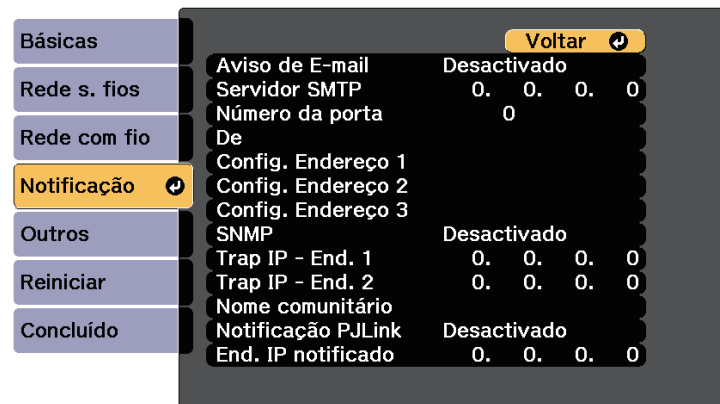 Básicas
Rede s. fios
Rede com fio
Notificação
Outros
Reiniciar
Concluído
Voltar
Aviso de E-mail Desactivado
Servidor SMTP 0. 0. 0. 0
Número da porta 0
De
Config. Endereço 1
Config. Endereço 2
Config. Endereço 3
SNMP Desactivado
Trap IP - End. 1 0. 0. 0. 0
Trap IP - End. 2 0. 0. 0. 0
Nome comunitário
Notificação PJLink Desactivado
End. IP notificado 0. 0. 0. 0